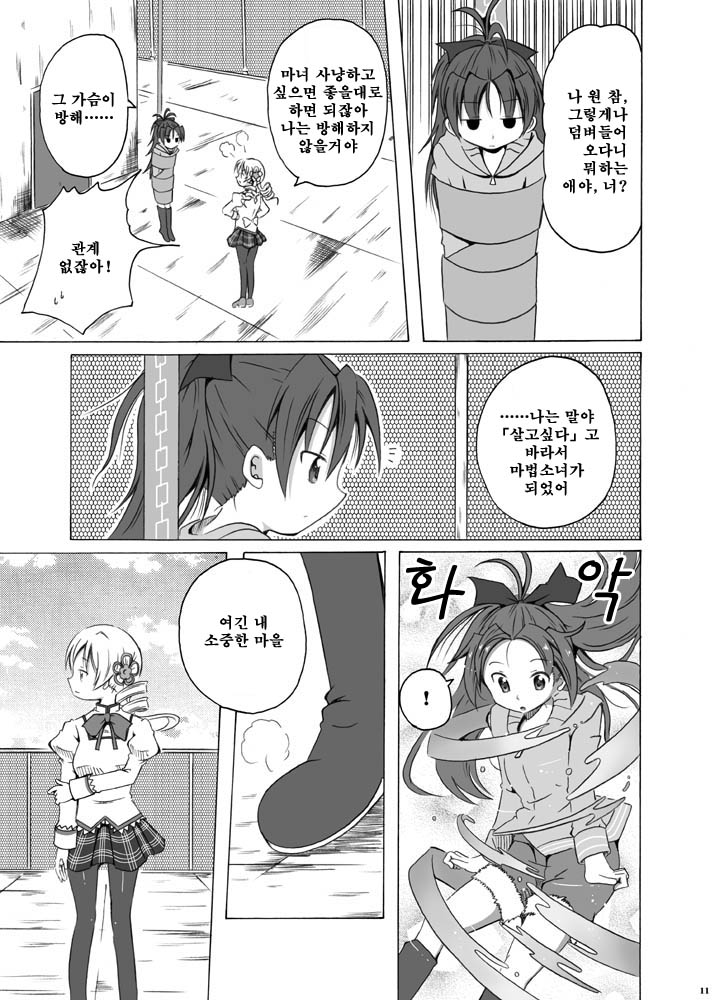 나 원 참,
그렇게나
덤벼들어
오다니
뭐하는
애야, 너?
마녀 사냥하고
싶으면 좋을대로
하면 되잖아
나는 방해하지
않을거야
그 가슴이
방해……
관계
없잖아!
……나는 말야
「살고싶다」고
바라서
마법소녀가
되었어
화악
!
여긴 내
소중한 마을
11